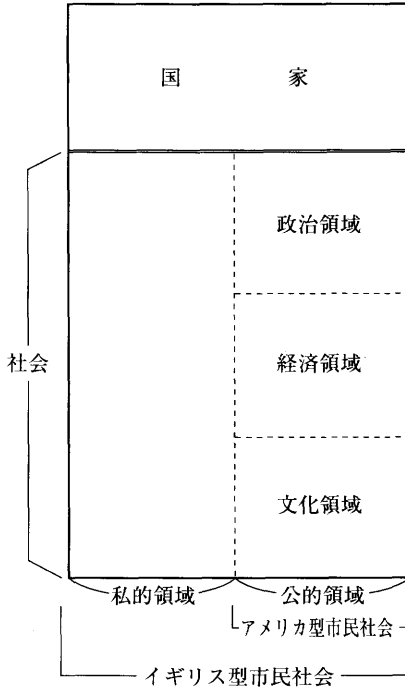 国家
政治領域
経済領域
社会
文化領域
私的領域 公的領域
アメリカ型市民社会
イギリス型市民社会